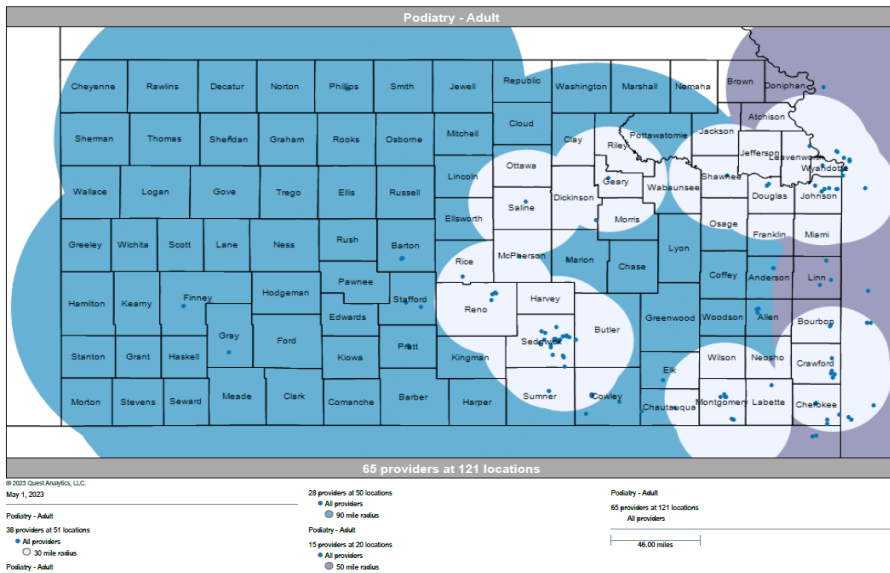 Podiatry - Adult
Cheyenne Rawlins Decatur Norton Phillips Smith Jewell Republic Washington Marshall Nemaha Brown Doniphan
Sherman Thomas Sheridan Graham Rooks Osborne Mitchell Cloud Clay Riley Pottawatomie Jackson Atchison
Jefferson Leavenworth Wyandotte
Wallace Logan Gove Trego Ellis Russell Lincoln Ottawa Saline Dickinson Geary Wabaunsee Shawnee Douglas Johnson
Greeley Wichita Scott Lane Ness Rush Barton Ellsworth McPherson Marion Morris Chase Lyon Osage Franklin Miami
Hamilton Kearny Finney Hodgeman Pawnee Stafford Rice Reno Harvey Butler Greenwood Coffey Anderson Linn
Gray Ford Edwards Pratt Sedgwick Woodson Allen Bourbon
Stanton Grant Haskell Kiowa Kingman Elk Wilson Neosho Crawford
Morton Stevens Seward Meade Clark Comanche Barber Harper Sumner Cowley Chautauqua Montgomery Labette Cherokee
65 providers at 121 locations
© 2023 Quest Analytics, LLC.
May 1, 2023
Podiatry - Adult
38 providers at 51 locations
All providers
30 mile radius
Podiatry - Adult
28 providers at 50 locations
All providers
90 mile radius
Podiatry - Adult
15 providers at 20 locations
All providers
50 mile radius
Podiatry - Adult
65 providers at 121 locations
All providers
46.00 miles